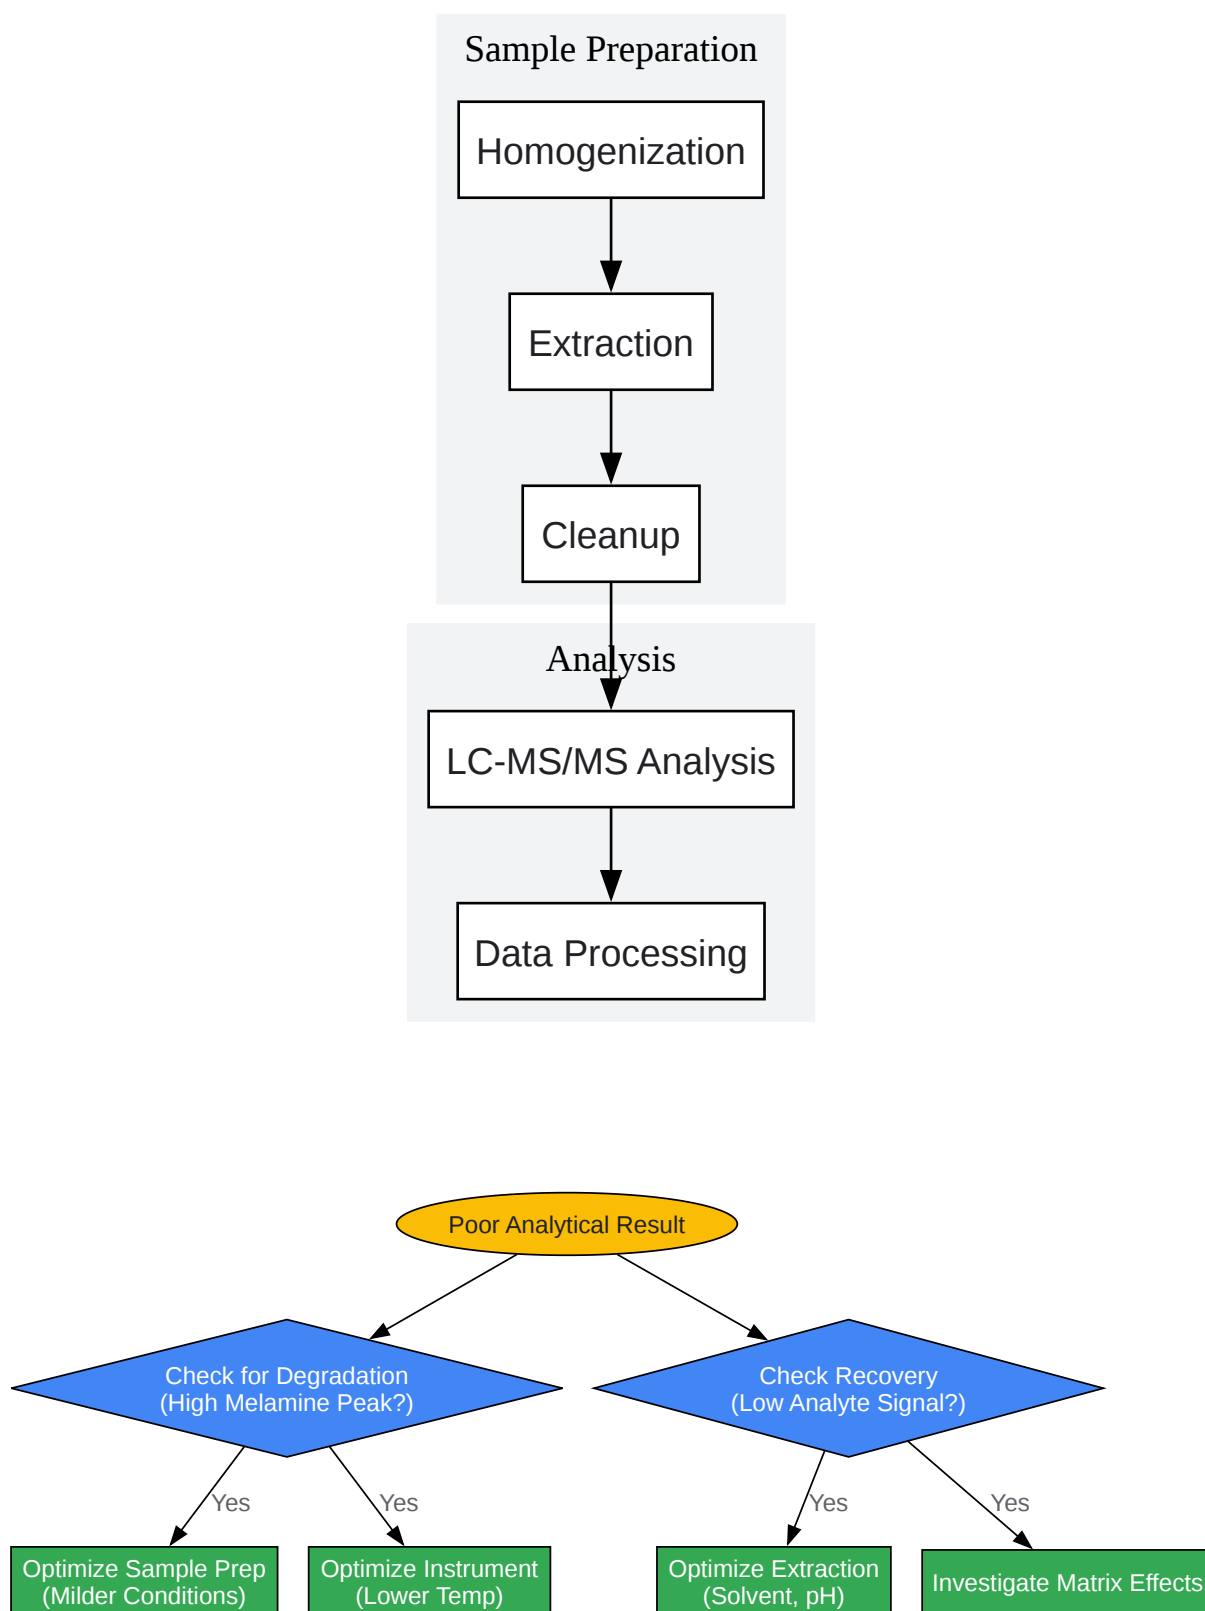 Sample Preparation
Homogenization
Extraction
Cleanup
Analysis
LC-MS/MS Analysis
Data Processing
Poor Analytical Result
Check for Degradation
(High Melamine Peak?)
Check Recovery
(Low Analyte Signal?)
Yes
Yes
Yes
Yes
Optimize Sample Prep
(Milder Conditions)
Optimize Instrument
(Lower Temp)
Optimize Extraction
(Solvent, pH)
Investigate Matrix Effects